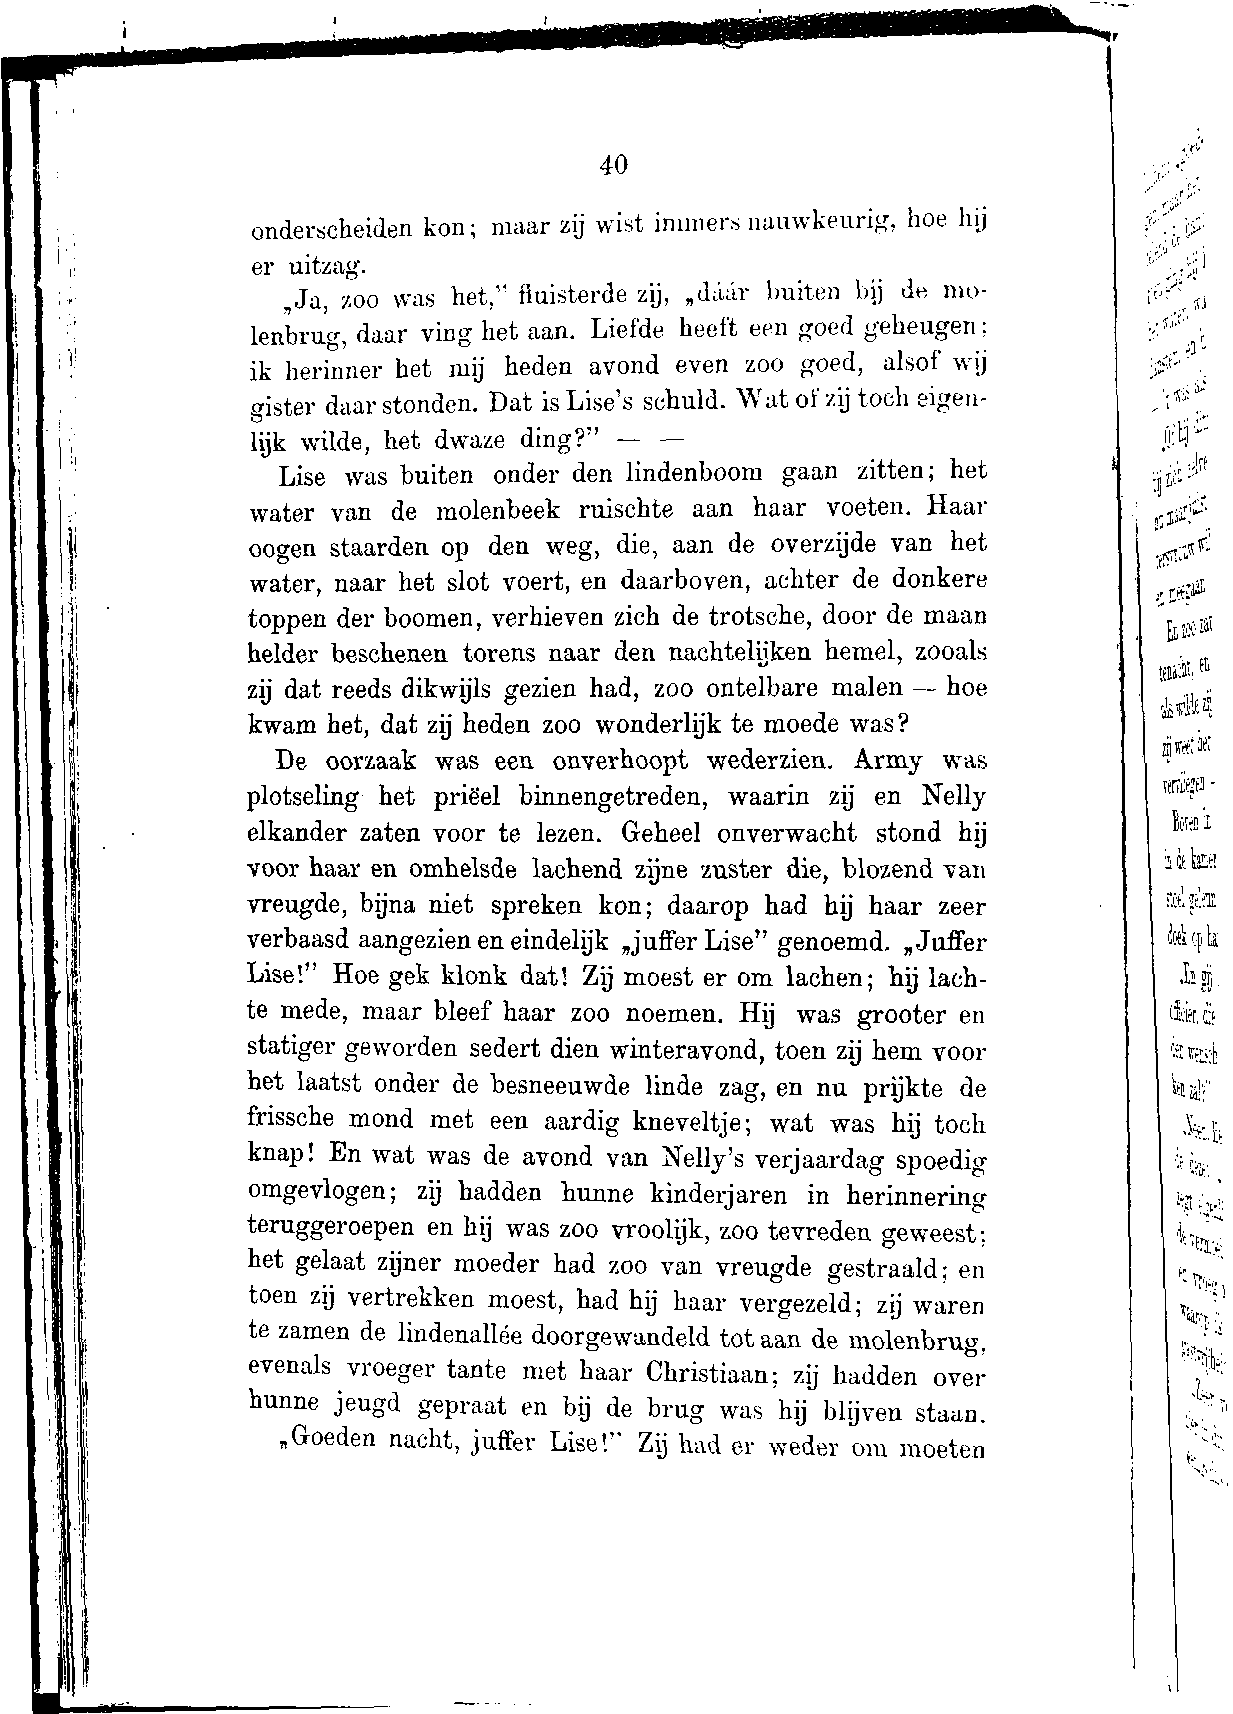 40
onderscheiden kon; maar zij wist immers nauwkeurig, hoe hij
er uitzag.
„Ja, zoo was het,” fluisterde zij, „dáár buiten bij de mo-
lenbrug, daar ving het aan. Liefde heeft een goed geheugen;
ik herinner het mij heden avond even zoo goed, alsof wij
gister daar stonden. Dat is Lise's schuld. Wat of zij toch eigen-
lijk wilde, het dwaze ding?” — —
Lise was buiten onder den lindenboom gaan zitten; het
water van de molenbeek ruischte aan haar voeten. Haar
oogen staarden op den weg, die, aan de overzijde van het
water, naar het slot voert, en daarboven, achter de donkere
toppen der boomen, verhieven zich de trotsche, door de maan
helder beschenen torens naar den nachtelijken hemel, zooals
zij dat reeds dikwijls gezien had, zoo ontelbare malen — hoe
kwam het, dat zij heden zoo wonderlijk te moede was?
De oorzaak was een onverhoopt wederzien. Army was
plotseling het priëel binnengetreden, waarin zij en Nelly
elkander zaten voor te lezen. Geheel onverwacht stond hij
voor haar en omhelsde lachend zijne zuster die, blozend van
vreugde, bijna niet spreken kon; daarop had hij haar zeer
verbaasd aangezien en eindelijk „juffer Lise” genoemd. „Juffer
Lise!” Hoe gek klonk dat! Zij moest er om lachen; hij lach-
te mede, maar bleef haar zoo noemen. Hij was grooter en
statiger geworden sedert dien winteravond, toen zij hem voor
het laatst onder de besneeuwde linde zag, en nu prijkte de
frissche mond met een aardig kneveltje; wat was hij toch
knap! En wat was de avond van Nelly's verjaardag spoedig
omgevlogen; zij hadden hunne kinderjaren in herinnering
teruggeroepen en hij was zoo vroolijk, zoo tevreden geweest;
het gelaat zijner moeder had zoo van vreugde gestraald; en
toen zij vertrekken moest, had hij haar vergezeld; zij waren
te zamen de lindenallée doorgewandeld tot aan de molenbrug,
evenals vroeger tante met haar Christiaan; zij hadden over
hunne jeugd gepraat en bij de brug was hij blijven staan.
„Goeden nacht, juffer Lise!” Zij had er weder om moeten